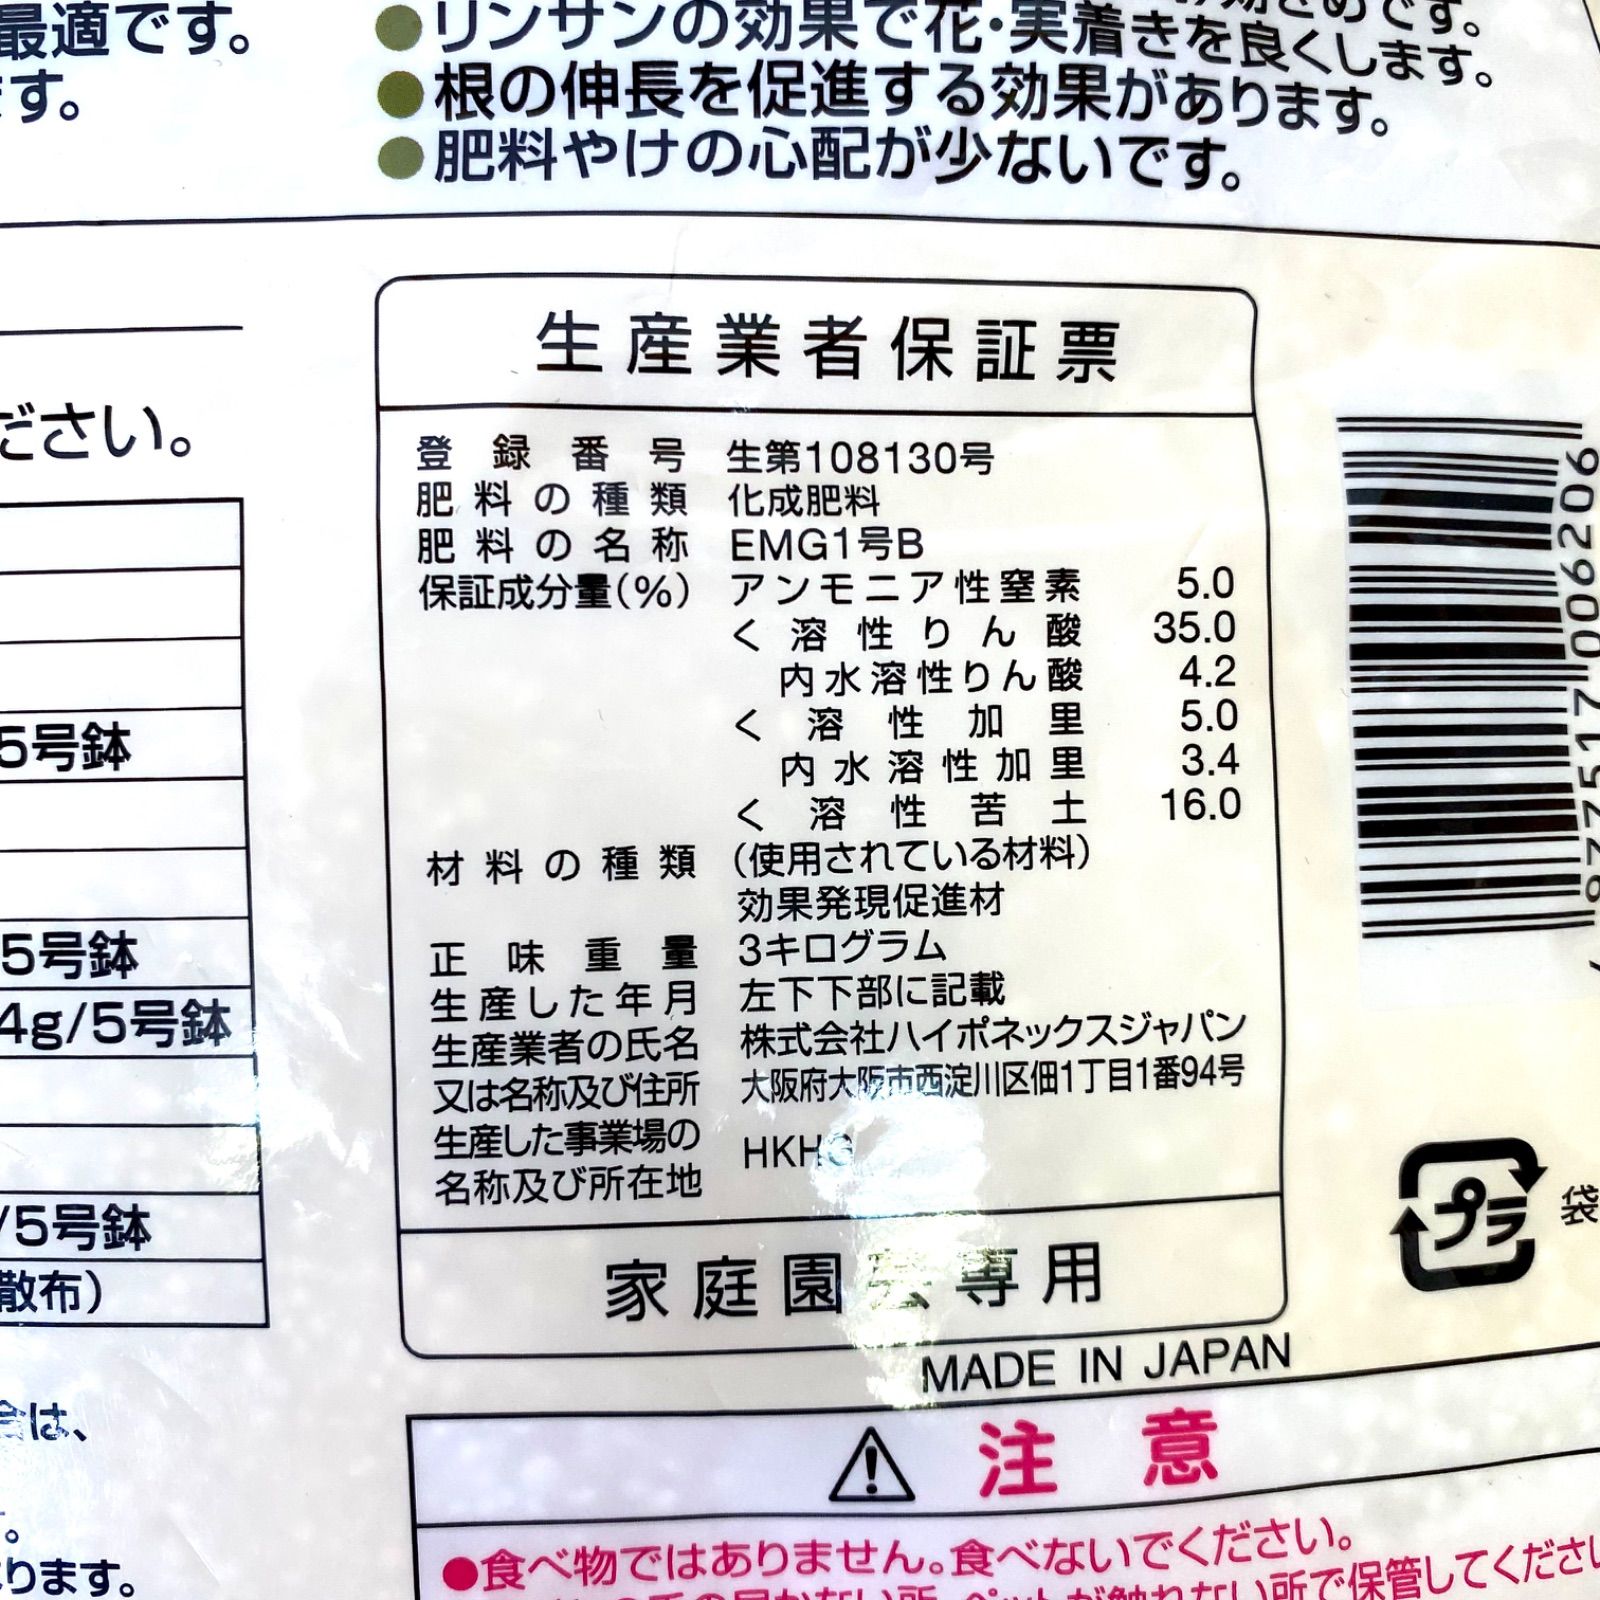 最適です。
す。
●リンサンの効果で花・実着きを良くします。
●根の伸長を促進する効果があります。
●肥料やけの心配が少ないです。
ださい。
5号鉢
5号鉢
4g/5号鉢
/5号鉢
散布）
生産業者保証票
登録番号 生第108130号
肥料の種類 化成肥料
肥料の名称 EMG1号B
保証成分量(%) アンモニア性窒素 5.0
く溶性りん酸 35.0
内水溶性りん酸 4.2
く溶性加里 5.0
内水溶性加里 3.4
く溶性苦土 16.0
材料の種類 （使用されている材料）
効果発現促進材
正味重量 3キログラム
生産した年月 左下下部に記載
生産業者の氏名 株式会社ハイポネックスジャパン
又は名称及び住所 大阪府大阪市西淀川区佃1丁目1番94号
生産した事業場の
名称及び所在地 HKHG
家庭園芸専用
MADE IN JAPAN
プラ
袋
は、
ります。
注意
●食べ物ではありません。食べないでください。